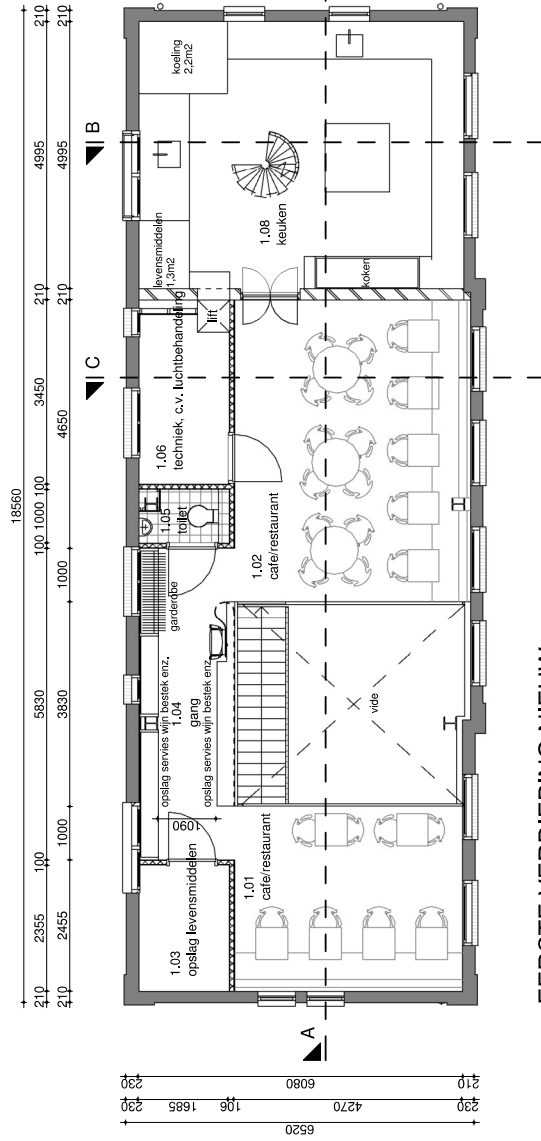 18560
210 2355 100 5830 100 1000 100 3450 210 4995 210
210 2455 1000 3830 1000 4650 210 4995 210
C
B
A
6520
230 1685 106 4270 230
230 6080 210
1.03
opslag levensmiddelen
1090
opslag servies wijn bestek enz.
1.04
gang
opslag servies wijn bestek enz.
garderobe
1.05
toilet
1.06
techniek, c.v. luchtbehandeling
lift
levensmiddelen
1,3m2
koeling
2,2m2
1.01
cafe/restaurant
vide
1.02
cafe/restaurant
1.08
keuken
koken
EERSTE VERDIEPING NIEUW